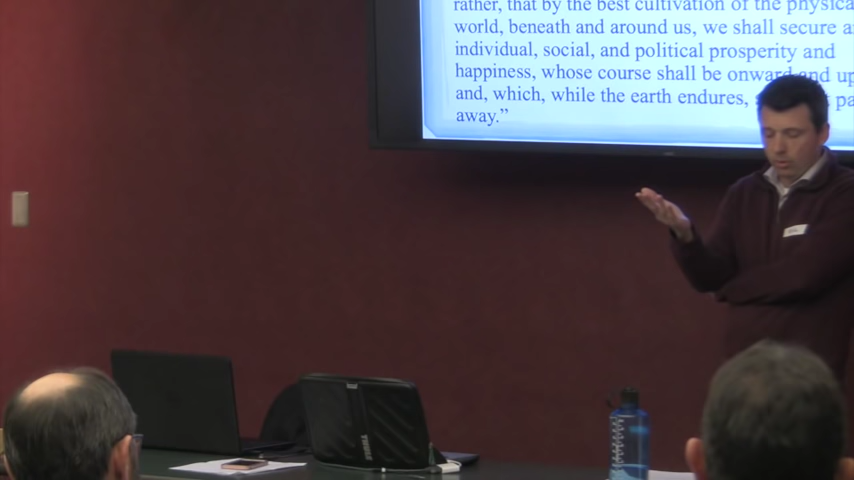 rather, that by the best cultivation of the physica
world, beneath and around us, we shall secure a
individual, social, and political prosperity and
happiness, whose course shall be onward and up
and, which, while the earth endures, pa
away."
THULE